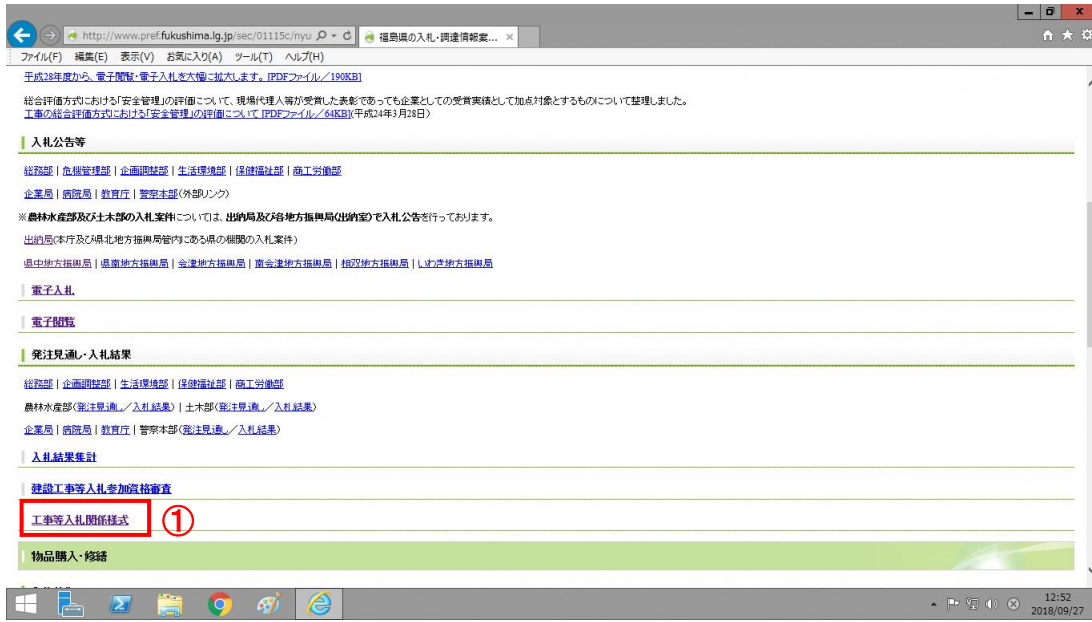 http://www.pref.fukushima.lg.jp/sec/01115c/nyu
福島県の入札・調達情報案...
ファイル(F) 編集(E) 表示(V) お気に入り(A) ツール(T) ヘルプ(H)
平成28年度から、電子閲覧・電子入札を大幅に拡大します。 [PDFファイル／190KB]
総合評価方式における「安全管理」の評価について、現場代理人等が受賞した表彰であっても企業としての受賞実績として加点対象とするものについて整理しました。
工事の総合評価方式における「安全管理」の評価について [PDFファイル／64KB](平成24年3月28日)
入札公告等
総務部 | 危機管理部 | 企画調整部 | 生活環境部 | 保健福祉部 | 商工労働部
企業局 | 病院局 | 教育庁 | 警察本部(外部リンク)
※農林水産部及び土木部の入札案件については、出納局及び各地方振興局(出納室)で入札公告を行っております。
出納局(本庁及び県北地方振興局管内にある県の機関の入札案件)
県中地方振興局 | 県南地方振興局 | 会津地方振興局 | 南会津地方振興局 | 相双地方振興局 | いわき地方振興局
電子入札
電子閲覧
発注見通し・入札結果
総務部 | 企画調整部 | 生活環境部 | 保健福祉部 | 商工労働部
農林水産部(発注見通し／入札結果) | 土木部(発注見通し／入札結果)
企業局 | 病院局 | 教育庁 | 警察本部(発注見通し／入札結果)
入札結果集計
建設工事等入札参加資格審査
工事等入札関係様式 ①
物品購入・修繕
12:52
2018/09/27